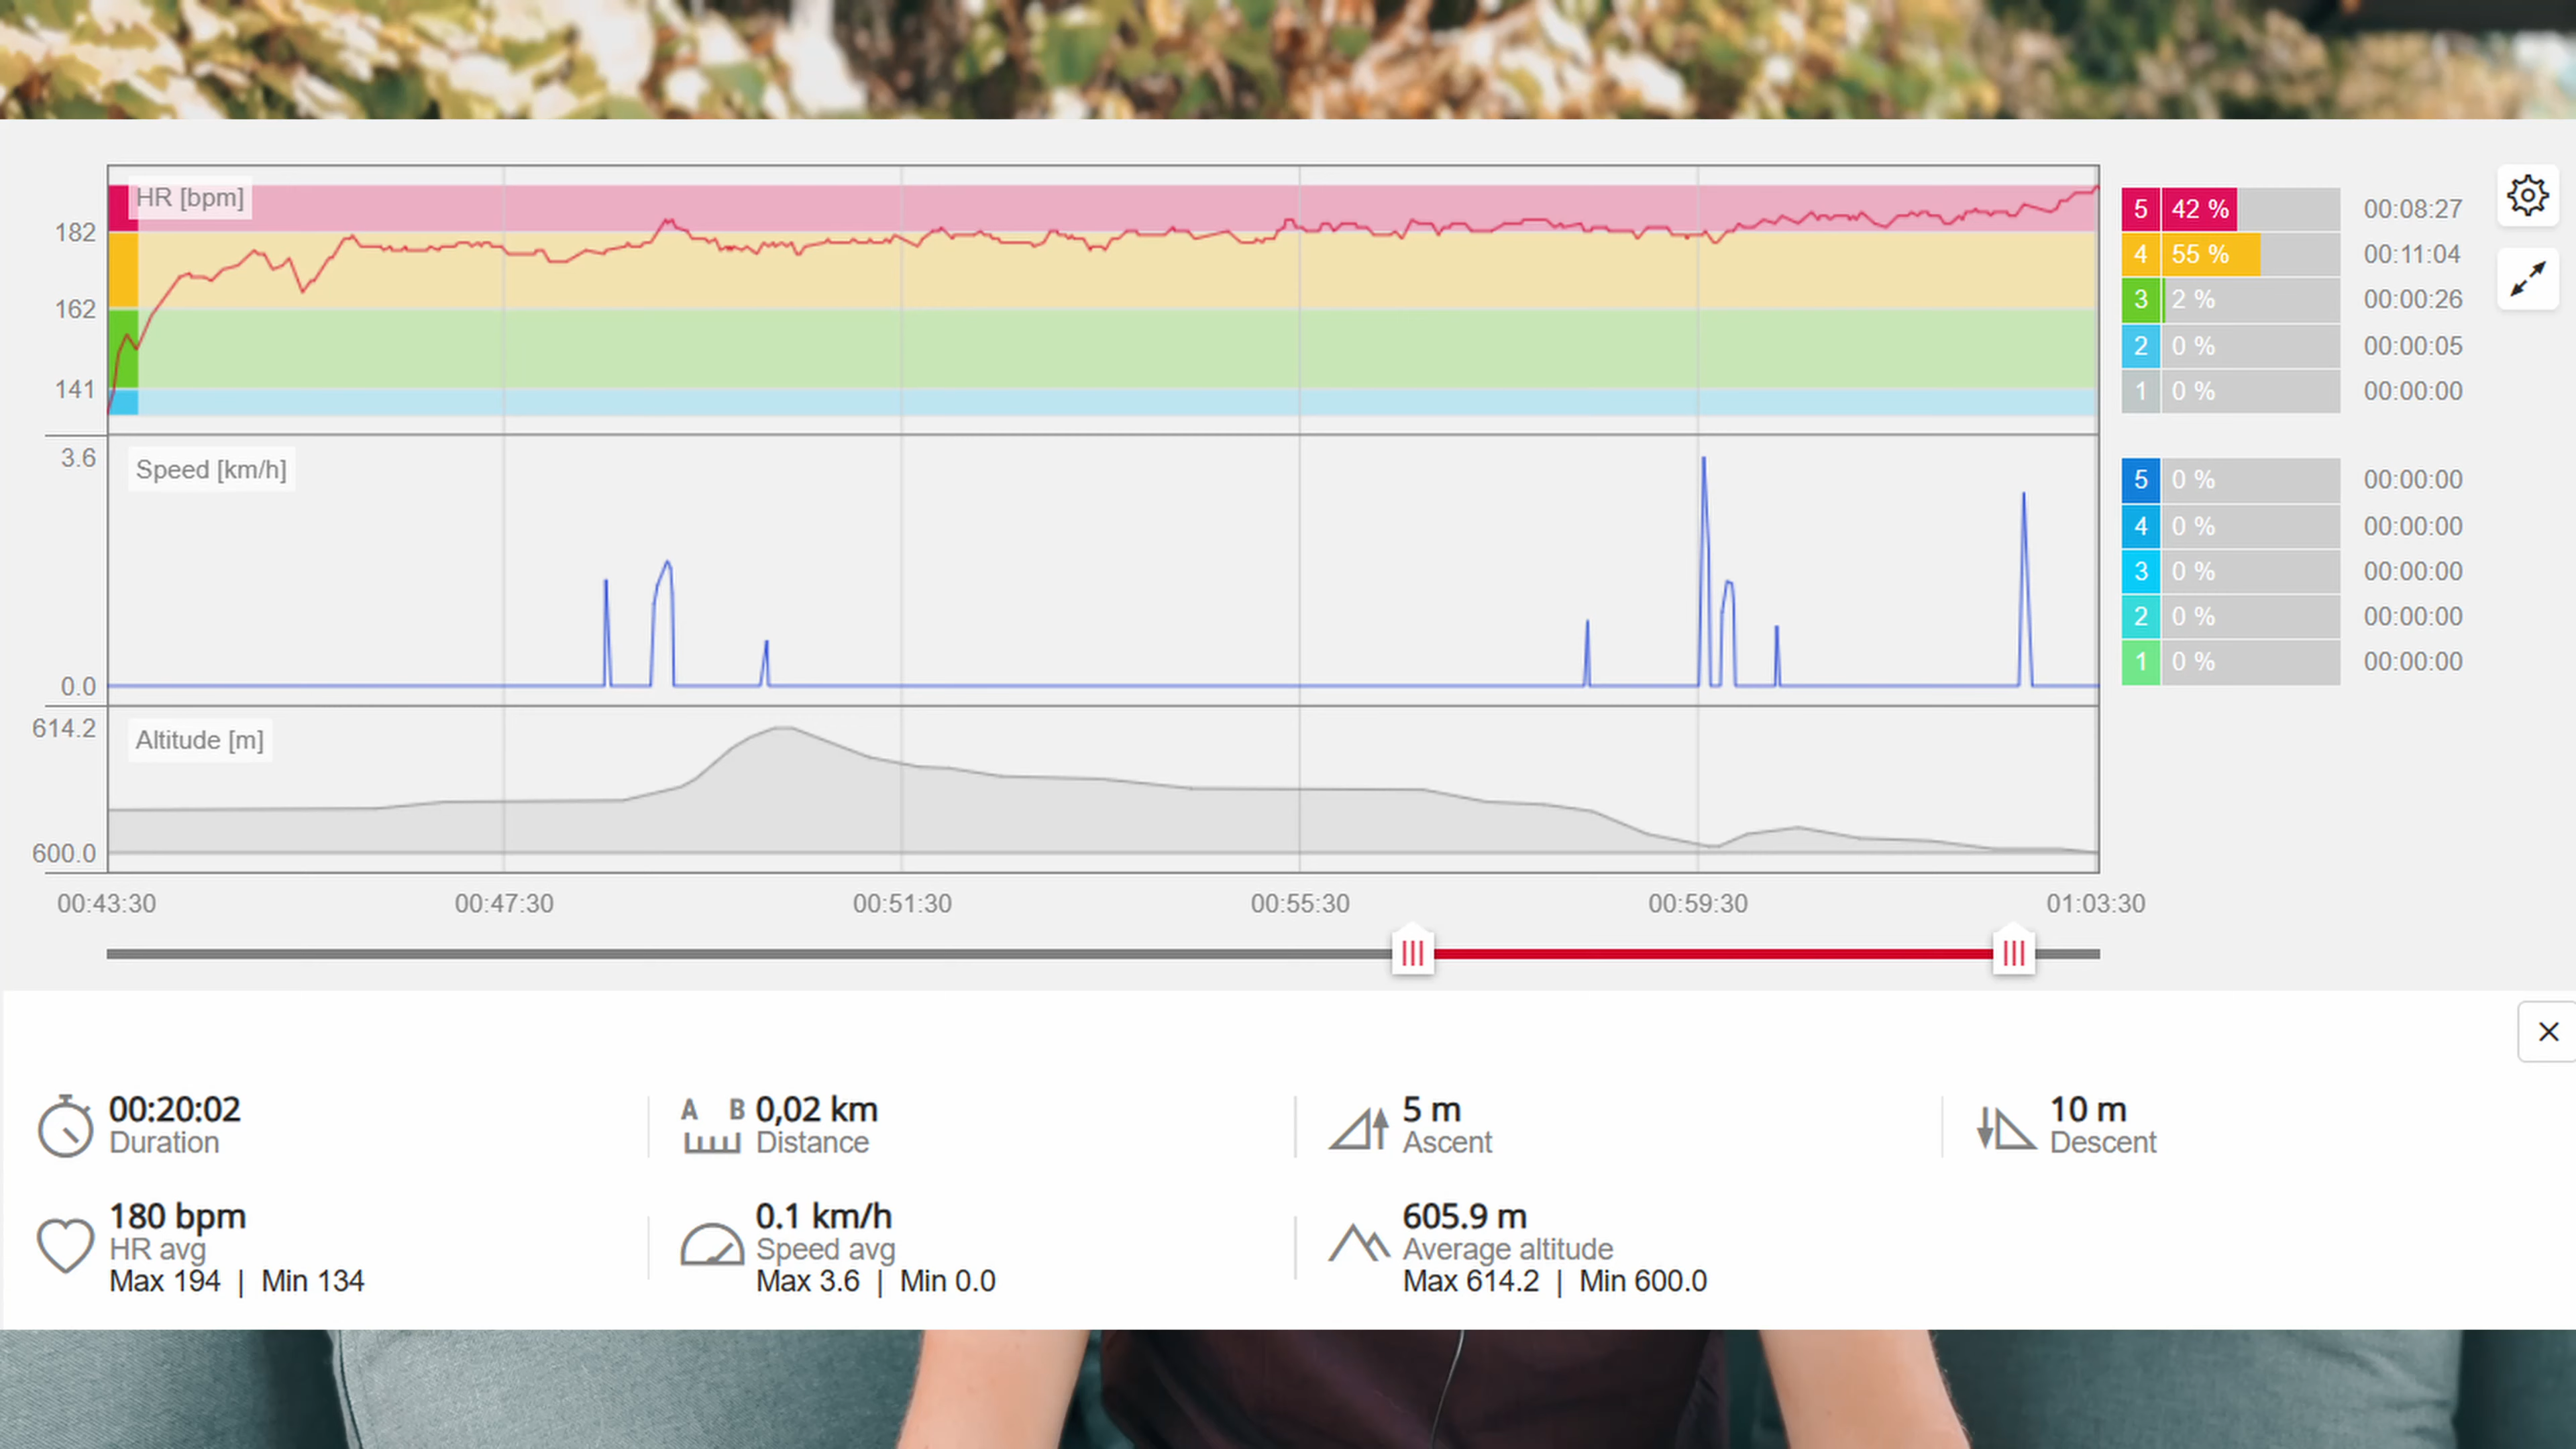 HR [bpm]
182
162
141
5 42 % 00:08:27
4 55 % 00:11:04
3 2 % 00:00:26
2 0 % 00:00:05
1 0 % 00:00:00
3.6
Speed [km/h]
0.0
5 0 % 00:00:00
4 0 % 00:00:00
3 0 % 00:00:00
2 0 % 00:00:00
1 0 % 00:00:00
614.2
Altitude [m]
600.0
00:43:30 00:47:30 00:51:30 00:55:30 00:59:30 01:03:30
00:20:02
Duration
A B 0,02 km
Distance
5 m
Ascent
10 m
Descent
180 bpm
HR avg
Max 194 | Min 134
0.1 km/h
Speed avg
Max 3.6 | Min 0.0
605.9 m
Average altitude
Max 614.2 | Min 600.0